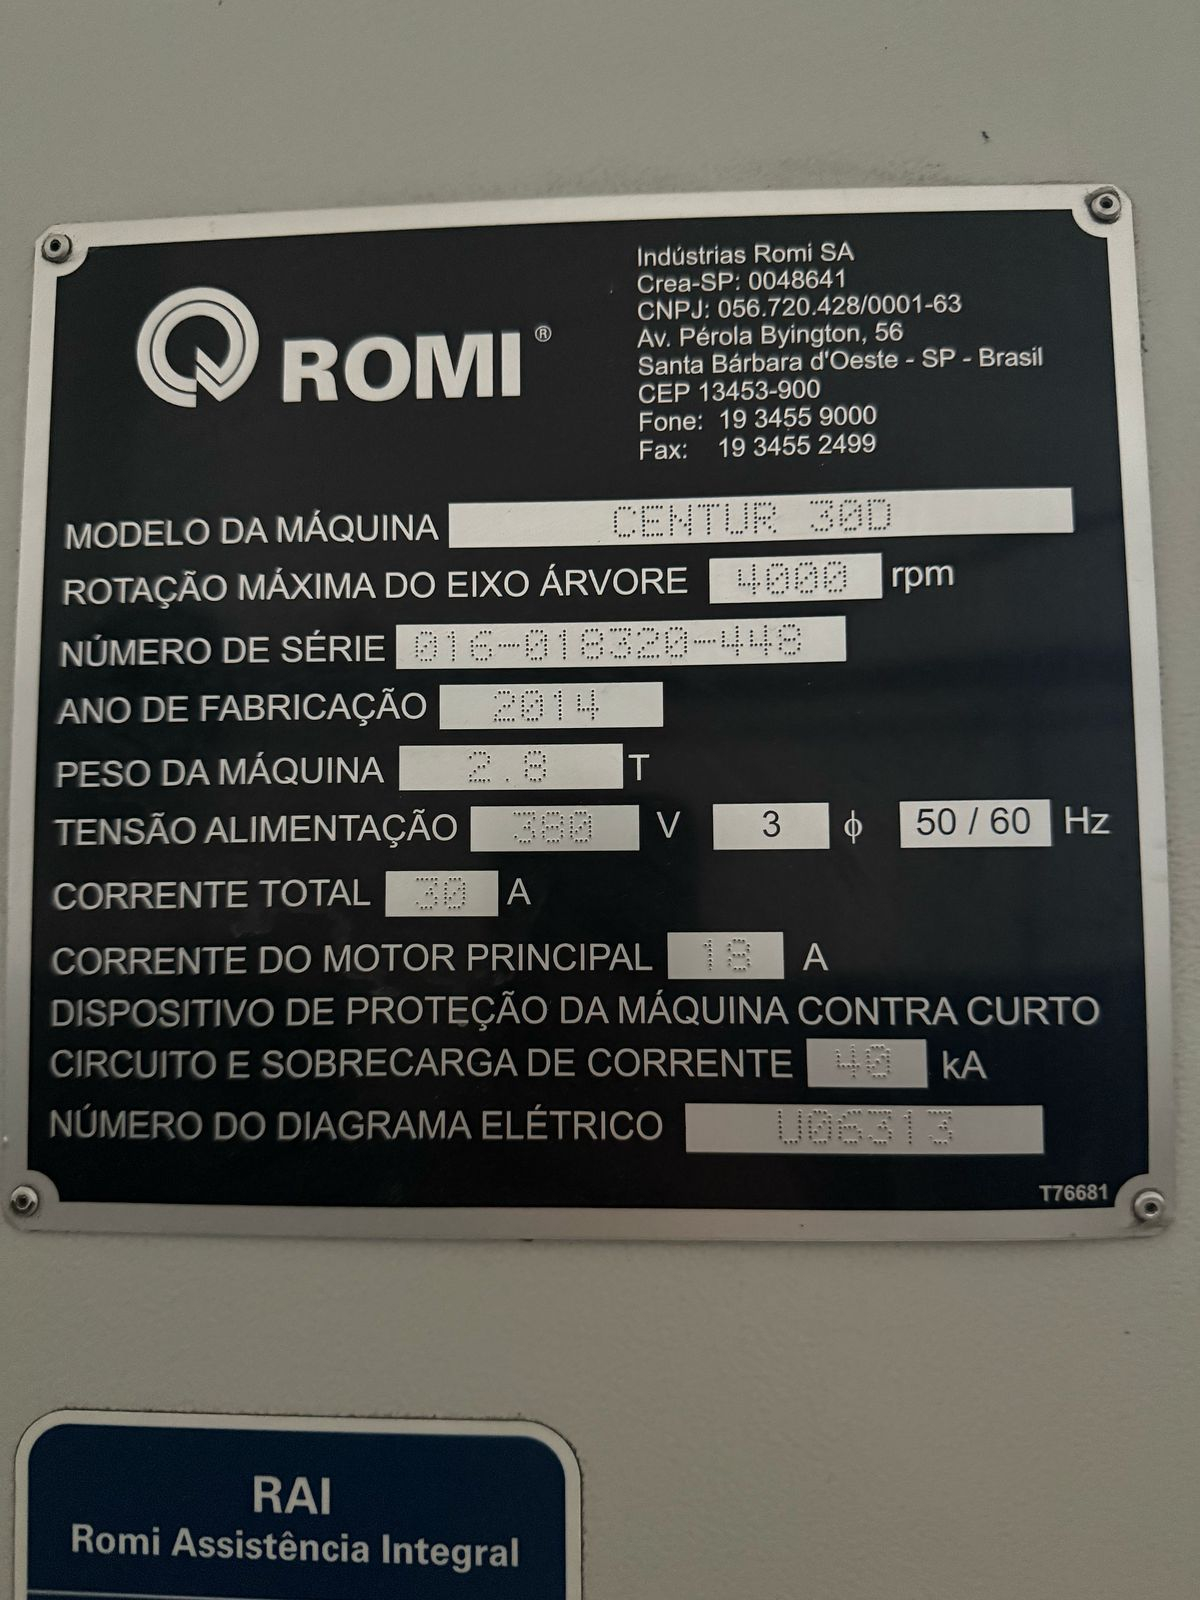 ROMI®
Indústrias Romi SA
Crea-SP: 0048641
CNPJ: 056.720.428/0001-63
Av. Pérola Byington, 56
Santa Bárbara d'Oeste - SP - Brasil
CEP 13453-900
Fone: 19 3455 9000
Fax: 19 3455 2499
MODELO DA MÁQUINA CENTUR 30D
ROTAÇÃO MÁXIMA DO EIXO ÁRVORE 4000 rpm
NÚMERO DE SÉRIE 016-018320-448
ANO DE FABRICAÇÃO 2014
PESO DA MÁQUINA 2.8 T
TENSÃO ALIMENTAÇÃO 380 V 3 ϕ 50 / 60 Hz
CORRENTE TOTAL 30 A
CORRENTE DO MOTOR PRINCIPAL 18 A
DISPOSITIVO DE PROTEÇÃO DA MÁQUINA CONTRA CURTO
CIRCUITO E SOBRECARGA DE CORRENTE 40 kA
NÚMERO DO DIAGRAMA ELÉTRICO U06313
T76681
RAI
Romi Assistência Integral